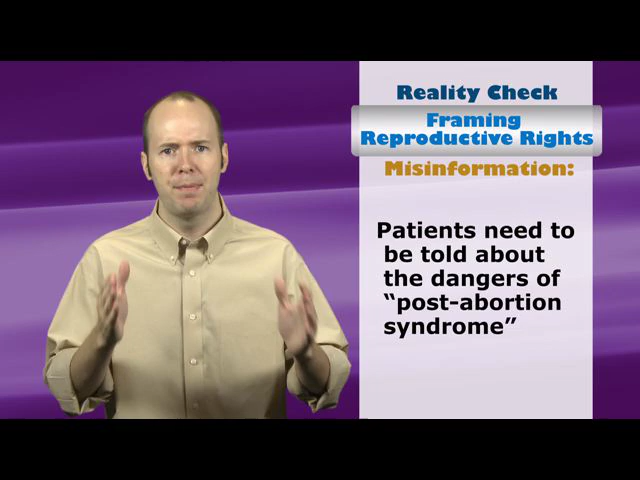 Reality Check
Framing
Reproductive Rights
Misinformation:
Patients need to
be told about
the dangers of
“post-abortion
syndrome”